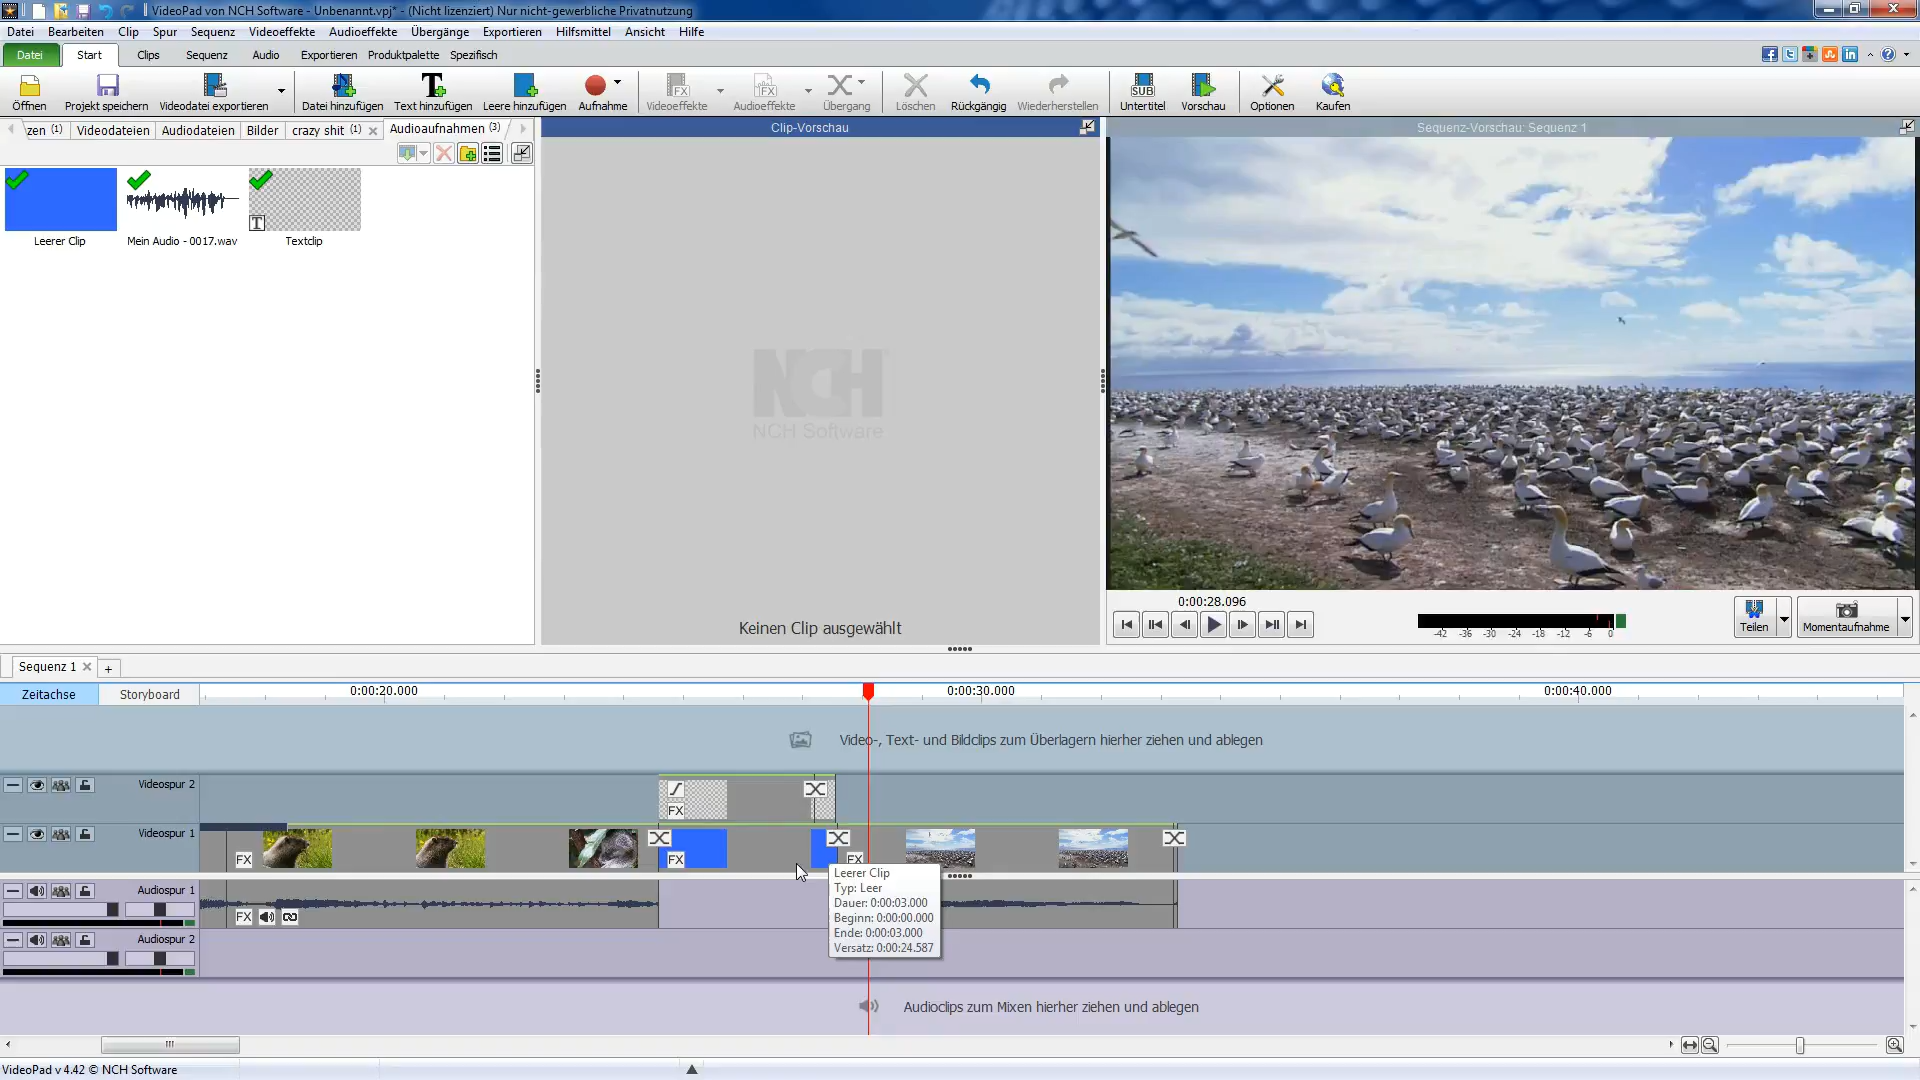 VideoPad von NCH Software - Unbenannt.vpj* - (Nicht lizenziert) Nur nicht-gewerbliche Privatnutzung
Datei Bearbeiten Clip Spur Sequenz Videoeffekte Audioeffekte Übergänge Exportieren Hilfsmittel Ansicht Hilfe
Datei Start Clips Sequenz Audio Exportieren Produktpalette Spezifisch
Öffnen Projekt speichern Videodatei exportieren Datei hinzufügen Text hinzufügen Leere hinzufügen Aufnahme Videoeffekte Audioeffekte Übergang Löschen Rückgängig Wiederherstellen Untertitel Vorschau Optionen Kaufen
zen (1) Videodateien Audiodateien Bilder crazy shit (1) Audioaufnahmen (3)
Clip-Vorschau
Sequenz-Vorschau: Sequenz 1
Leerer Clip Mein Audio - 0017.wav Textclip
NCH
NCH Software
Keinen Clip ausgewählt
0:00:28.096
-42 -36 -30 -24 -18 -12 -6 0
Teilen Momentaufnahme
Sequenz 1
Zeitachse Storyboard
0:00:20.000 0:00:30.000 0:00:40.000
Video-, Text- und Bildclips zum Überlagern hierher ziehen und ablegen
Videospur 2
FX
Videospur 1
FX FX FX
Leerer Clip
Typ: Leer
Dauer: 0:00:03.000
Beginn: 0:00:00.000
Ende: 0:00:03.000
Versatz: 0:00:24.587
Audiospur 1
FX
Audiospur 2
Audioclips zum Mixen hierher ziehen und ablegen
VideoPad v 4.42 © NCH Software